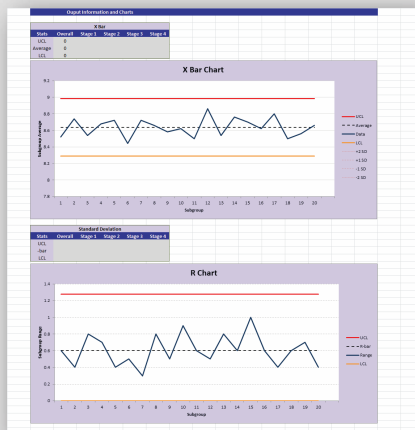 Ouput Information and Charts
X Bar
Stats Overall Stage 1 Stage 2 Stage 3 Stage 4
UCL 0
Average 0
LCL 0
X Bar Chart
9.2
9
8.8
8.6
8.4
8.2
8
7.8
Subgroup Average
1 2 3 4 5 6 7 8 9 10 11 12 13 14 15 16 17 18 19 20
Subgroup
UCL
Average
Data
LCL
+2 SD
+1 SD
-1 SD
-2 SD
Standard Deviation
Stats Overall Stage 1 Stage 2 Stage 3 Stage 4
UCL
-bar
LCL
R Chart
1.4
1.2
1
0.8
0.6
0.4
0.2
0
Subgroup Range
1 2 3 4 5 6 7 8 9 10 11 12 13 14 15 16 17 18 19 20
Subgroup
UCL
R-Bar
Range
LCL